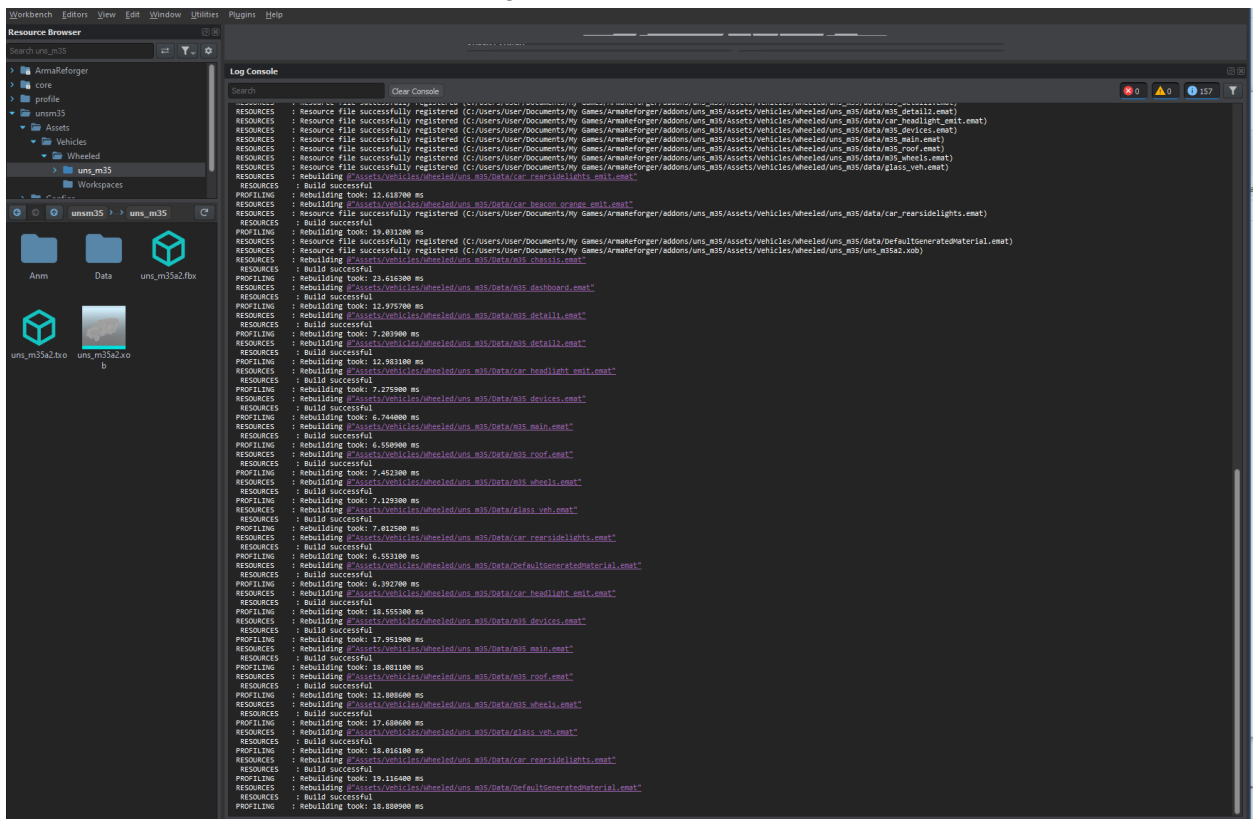 Workbench Editors View Edit Window Utilities Plugins Help
Resource Browser
Search uns_m35
ArmaReforger
core
profile
unsm35
Assets
Vehicles
Wheeled
uns_m35
Workspaces
Configs
unsm35 › › uns_m35
Anm
Data
uns_m35a2.fbx
uns_m35a2.txo
uns_m35a2.xo
b
Log Console
Search
Clear Console
0
0
157
RESOURCES : Resource file successfully registered (C:/Users/User/Documents/My Games/ArmaReforger/addons/uns_m35/Assets/Vehicles/Wheeled/uns_m35/data/m35_detail2.emat)
RESOURCES : Resource file successfully registered (C:/Users/User/Documents/My Games/ArmaReforger/addons/uns_m35/Assets/Vehicles/Wheeled/uns_m35/data/car_headlight_emit.emat)
RESOURCES : Resource file successfully registered (C:/Users/User/Documents/My Games/ArmaReforger/addons/uns_m35/Assets/Vehicles/Wheeled/uns_m35/data/m35_devices.emat)
RESOURCES : Resource file successfully registered (C:/Users/User/Documents/My Games/ArmaReforger/addons/uns_m35/Assets/Vehicles/Wheeled/uns_m35/data/m35_main.emat)
RESOURCES : Resource file successfully registered (C:/Users/User/Documents/My Games/ArmaReforger/addons/uns_m35/Assets/Vehicles/Wheeled/uns_m35/data/m35_roof.emat)
RESOURCES : Resource file successfully registered (C:/Users/User/Documents/My Games/ArmaReforger/addons/uns_m35/Assets/Vehicles/Wheeled/uns_m35/data/m35_wheels.emat)
RESOURCES : Resource file successfully registered (C:/Users/User/Documents/My Games/ArmaReforger/addons/uns_m35/Assets/Vehicles/Wheeled/uns_m35/data/glass_veh.emat)
RESOURCES : Rebuilding @"Assets/Vehicles/Wheeled/uns_m35/Data/car_rearsidelights_emit.emat"
RESOURCES : Build successful
PROFILING : Rebuilding took: 12.618700 ms
RESOURCES : Rebuilding @"Assets/Vehicles/Wheeled/uns_m35/Data/car_beacon_orange_emit.emat"
RESOURCES : Resource file successfully registered (C:/Users/User/Documents/My Games/ArmaReforger/addons/uns_m35/Assets/Vehicles/Wheeled/uns_m35/data/car_rearsidelights.emat)
RESOURCES : Build successful
PROFILING : Rebuilding took: 19.031200 ms
RESOURCES : Resource file successfully registered (C:/Users/User/Documents/My Games/ArmaReforger/addons/uns_m35/Assets/Vehicles/Wheeled/uns_m35/data/DefaultGeneratedMaterial.emat)
RESOURCES : Resource file successfully registered (C:/Users/User/Documents/My Games/ArmaReforger/addons/uns_m35/Assets/Vehicles/Wheeled/uns_m35/uns_m35a2.xob)
RESOURCES : Rebuilding @"Assets/Vehicles/Wheeled/uns_m35/Data/m35_chassis.emat"
RESOURCES : Build successful
PROFILING : Rebuilding took: 23.616300 ms
RESOURCES : Rebuilding @"Assets/Vehicles/Wheeled/uns_m35/Data/m35_dashboard.emat"
RESOURCES : Build successful
PROFILING : Rebuilding took: 12.975700 ms
RESOURCES : Rebuilding @"Assets/Vehicles/Wheeled/uns_m35/Data/m35_detail1.emat"
RESOURCES : Build successful
PROFILING : Rebuilding took: 7.203900 ms
RESOURCES : Rebuilding @"Assets/Vehicles/Wheeled/uns_m35/Data/m35_detail2.emat"
RESOURCES : Build successful
PROFILING : Rebuilding took: 12.983100 ms
RESOURCES : Rebuilding @"Assets/Vehicles/Wheeled/uns_m35/Data/car_headlight_emit.emat"
RESOURCES : Build successful
PROFILING : Rebuilding took: 7.275900 ms
RESOURCES : Rebuilding @"Assets/Vehicles/Wheeled/uns_m35/Data/m35_devices.emat"
RESOURCES : Build successful
PROFILING : Rebuilding took: 6.744000 ms
RESOURCES : Rebuilding @"Assets/Vehicles/Wheeled/uns_m35/Data/m35_main.emat"
RESOURCES : Build successful
PROFILING : Rebuilding took: 6.550900 ms
RESOURCES : Rebuilding @"Assets/Vehicles/Wheeled/uns_m35/Data/m35_roof.emat"
RESOURCES : Build successful
PROFILING : Rebuilding took: 7.452300 ms
RESOURCES : Rebuilding @"Assets/Vehicles/Wheeled/uns_m35/Data/m35_wheels.emat"
RESOURCES : Build successful
PROFILING : Rebuilding took: 7.129300 ms
RESOURCES : Rebuilding @"Assets/Vehicles/Wheeled/uns_m35/Data/glass_veh.emat"
RESOURCES : Build successful
PROFILING : Rebuilding took: 7.012500 ms
RESOURCES : Rebuilding @"Assets/Vehicles/Wheeled/uns_m35/Data/car_rearsidelights.emat"
RESOURCES : Build successful
PROFILING : Rebuilding took: 6.553100 ms
RESOURCES : Rebuilding @"Assets/Vehicles/Wheeled/uns_m35/Data/DefaultGeneratedMaterial.emat"
RESOURCES : Build successful
PROFILING : Rebuilding took: 6.392700 ms
RESOURCES : Rebuilding @"Assets/Vehicles/Wheeled/uns_m35/Data/car_headlight_emit.emat"
RESOURCES : Build successful
PROFILING : Rebuilding took: 18.555300 ms
RESOURCES : Rebuilding @"Assets/Vehicles/Wheeled/uns_m35/Data/m35_devices.emat"
RESOURCES : Build successful
PROFILING : Rebuilding took: 17.951900 ms
RESOURCES : Rebuilding @"Assets/Vehicles/Wheeled/uns_m35/Data/m35_main.emat"
RESOURCES : Build successful
PROFILING : Rebuilding took: 18.081100 ms
RESOURCES : Rebuilding @"Assets/Vehicles/Wheeled/uns_m35/Data/m35_roof.emat"
RESOURCES : Build successful
PROFILING : Rebuilding took: 12.808600 ms
RESOURCES : Rebuilding @"Assets/Vehicles/Wheeled/uns_m35/Data/m35_wheels.emat"
RESOURCES : Build successful
PROFILING : Rebuilding took: 17.680600 ms
RESOURCES : Rebuilding @"Assets/Vehicles/Wheeled/uns_m35/Data/glass_veh.emat"
RESOURCES : Build successful
PROFILING : Rebuilding took: 18.016100 ms
RESOURCES : Rebuilding @"Assets/Vehicles/Wheeled/uns_m35/Data/car_rearsidelights.emat"
RESOURCES : Build successful
PROFILING : Rebuilding took: 19.116400 ms
RESOURCES : Rebuilding @"Assets/Vehicles/Wheeled/uns_m35/Data/DefaultGeneratedMaterial.emat"
RESOURCES : Build successful
PROFILING : Rebuilding took: 18.880900 ms